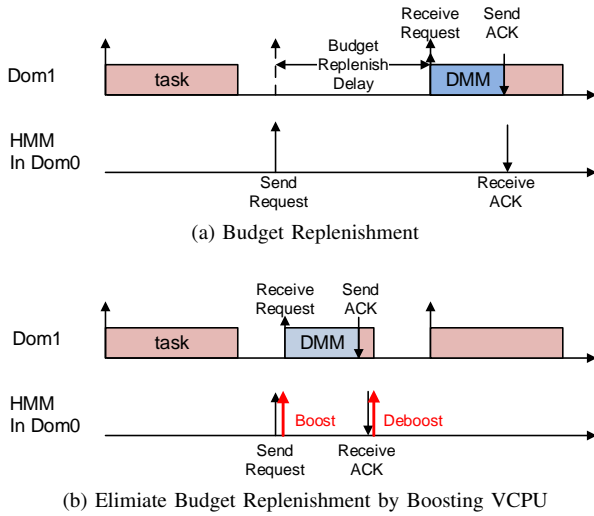 Receive
Request
Send
ACK
Budget
Replenish
Delay
Dom1
task
DMM
HMM
In Dom0
Send
Request
Receive
ACK
(a) Budget Replenishment
Receive
Request
Send
ACK
Dom1
task
DMM
HMM
In Dom0
Boost
Deboost
Send
Request
Receive
ACK
(b) Elimiate Budget Replenishment by Boosting VCPU